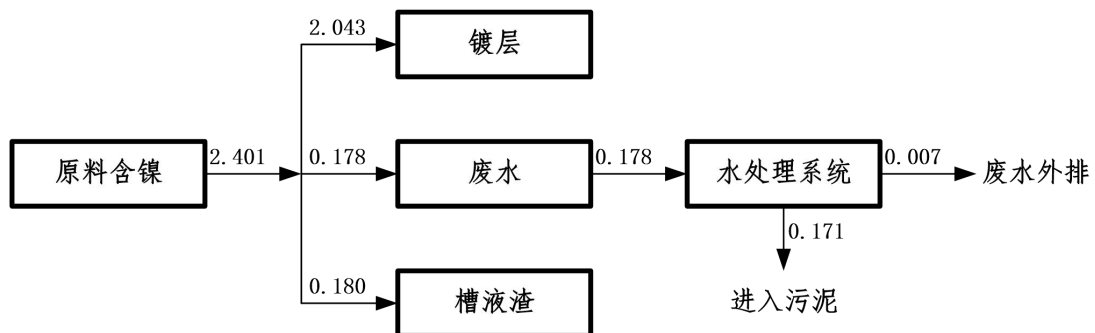 2.043
镀层
原料含镍
2.401
0.178
废水
0.178
水处理系统
0.007
废水外排
0.171
进入污泥
0.180
槽液渣